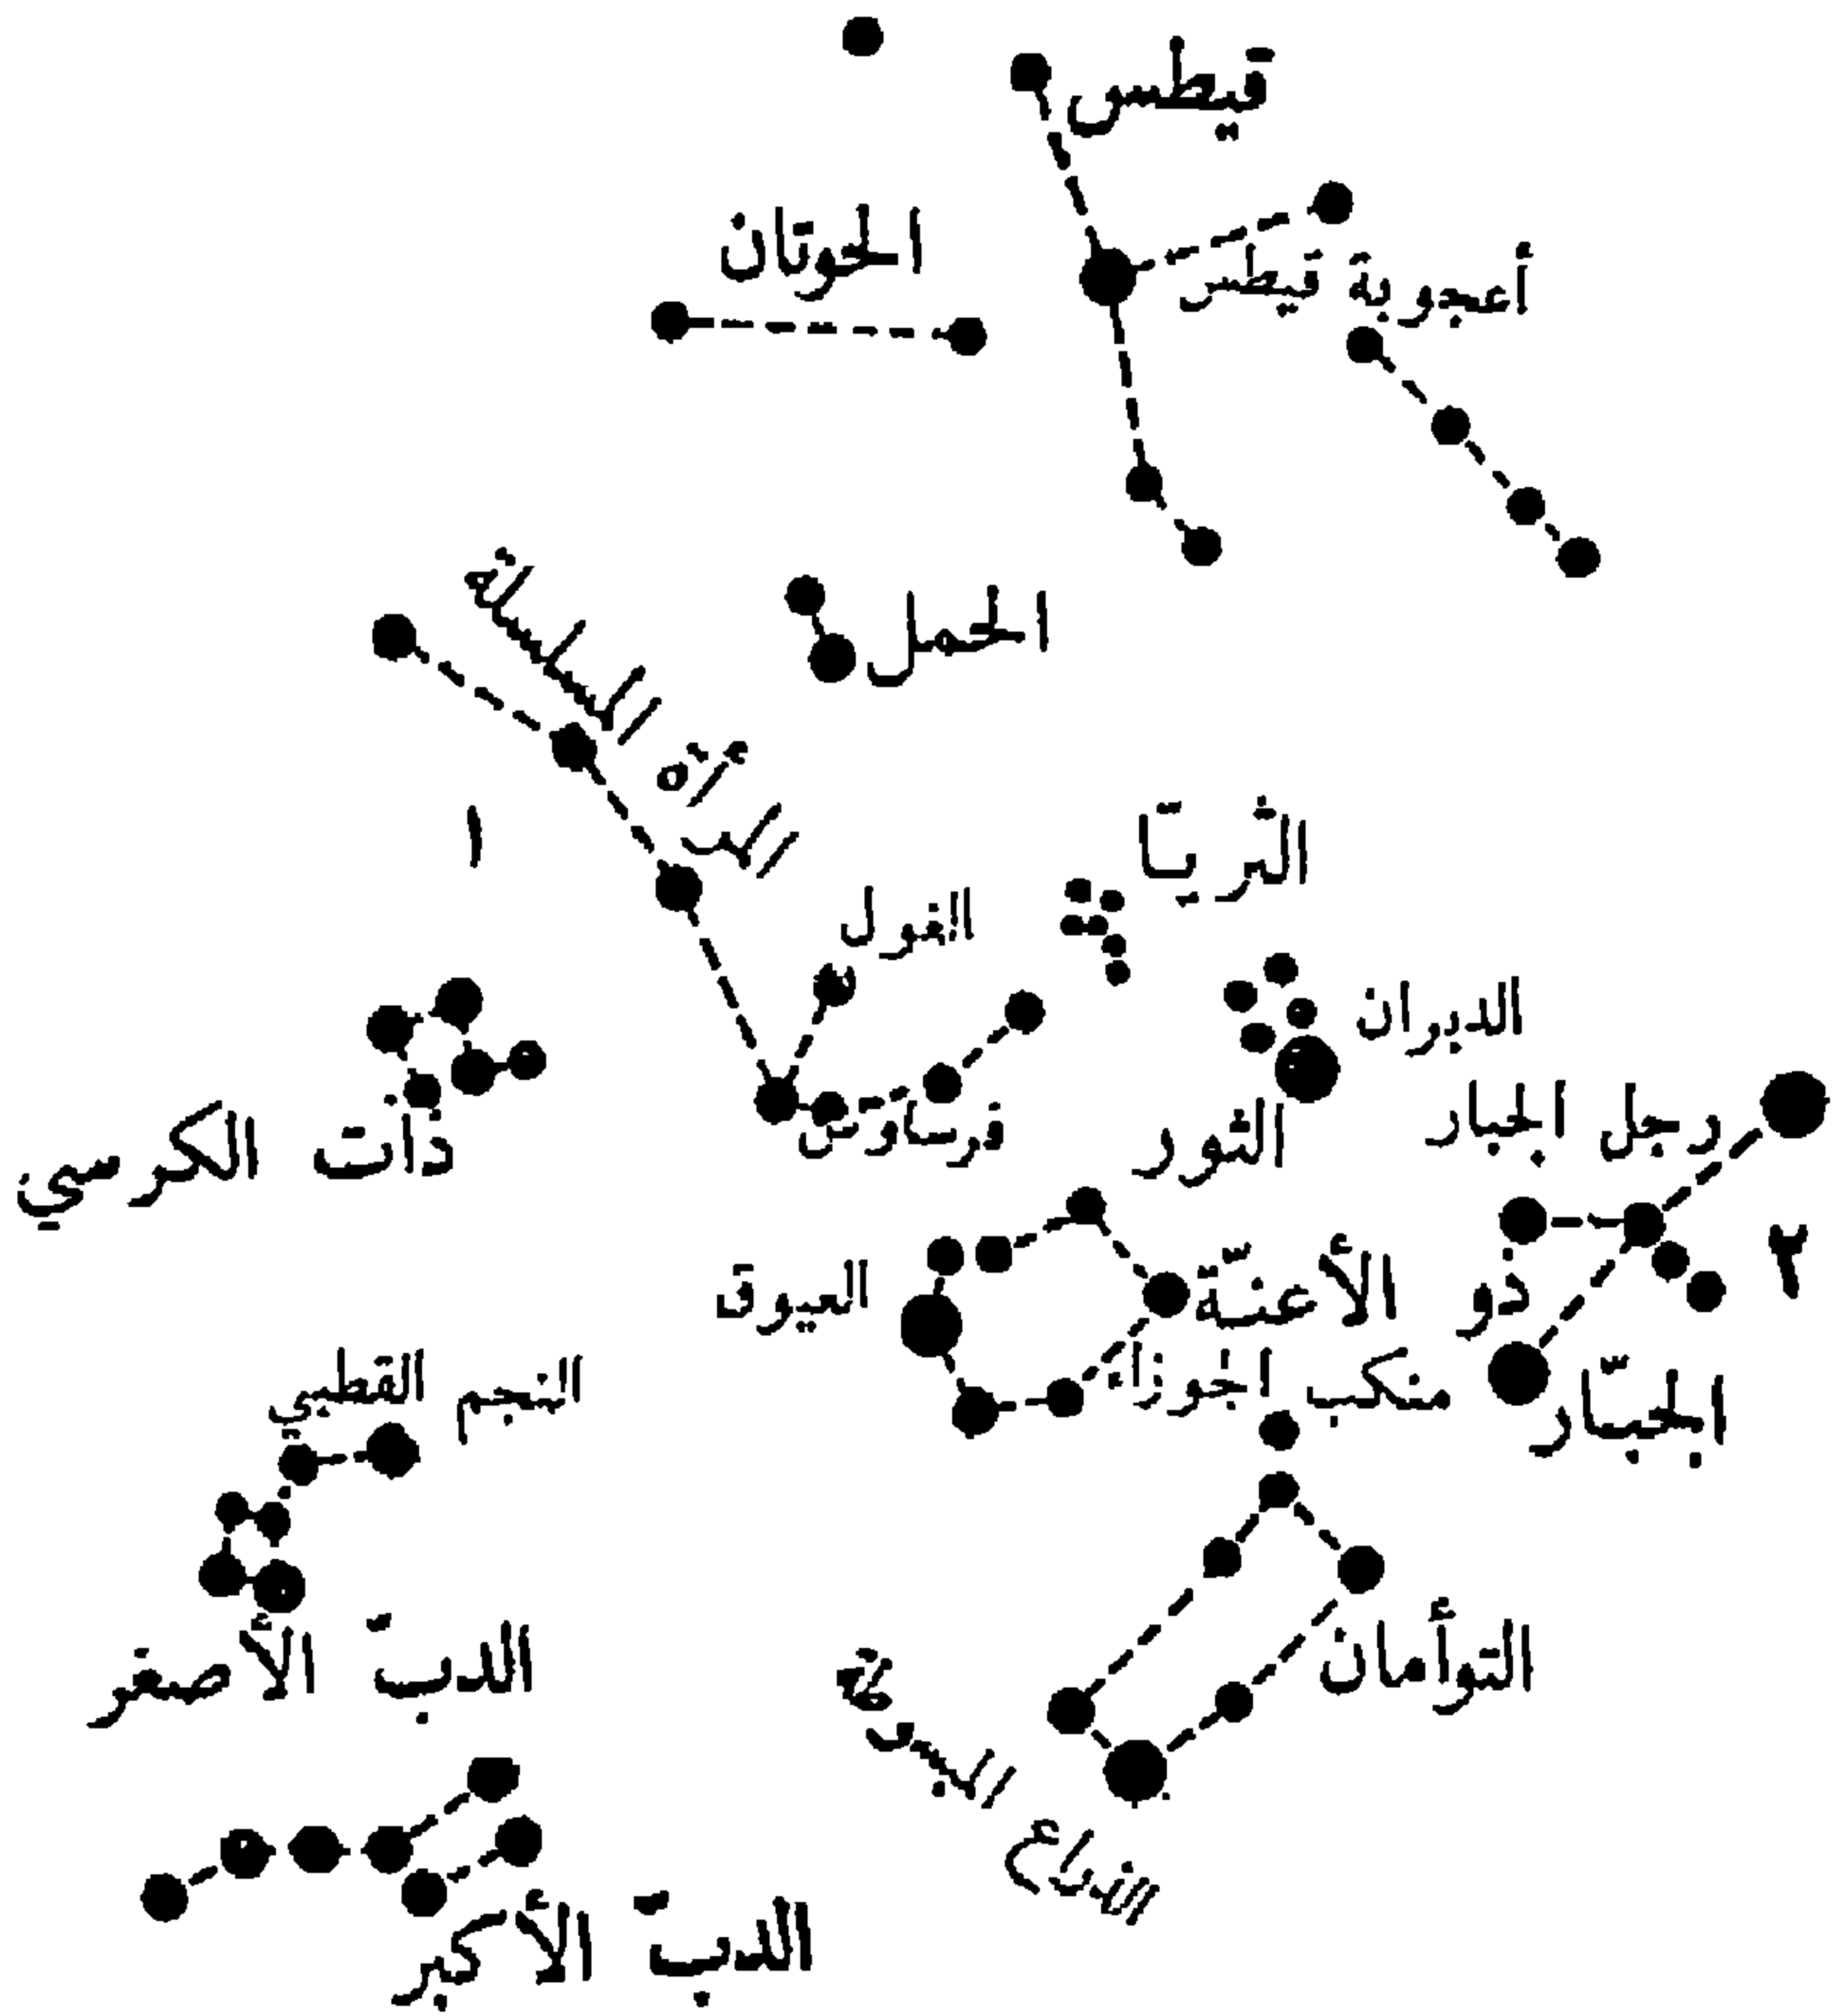 قيطس
الحوتان
أعجوبة قيطس
الحمل
المرأة المسلسلة
١
الثريّا
الغول
الدبران
رجل الجبار
فرساوس
الثور
ذات الكرسي
٢
ذو الأعنّة
العيوق
منكب الجوزاء
الجبّار
النجم القطبي
التوأمان
الدب الأصغر
الذراع المبسوطة
الدب الأكبر